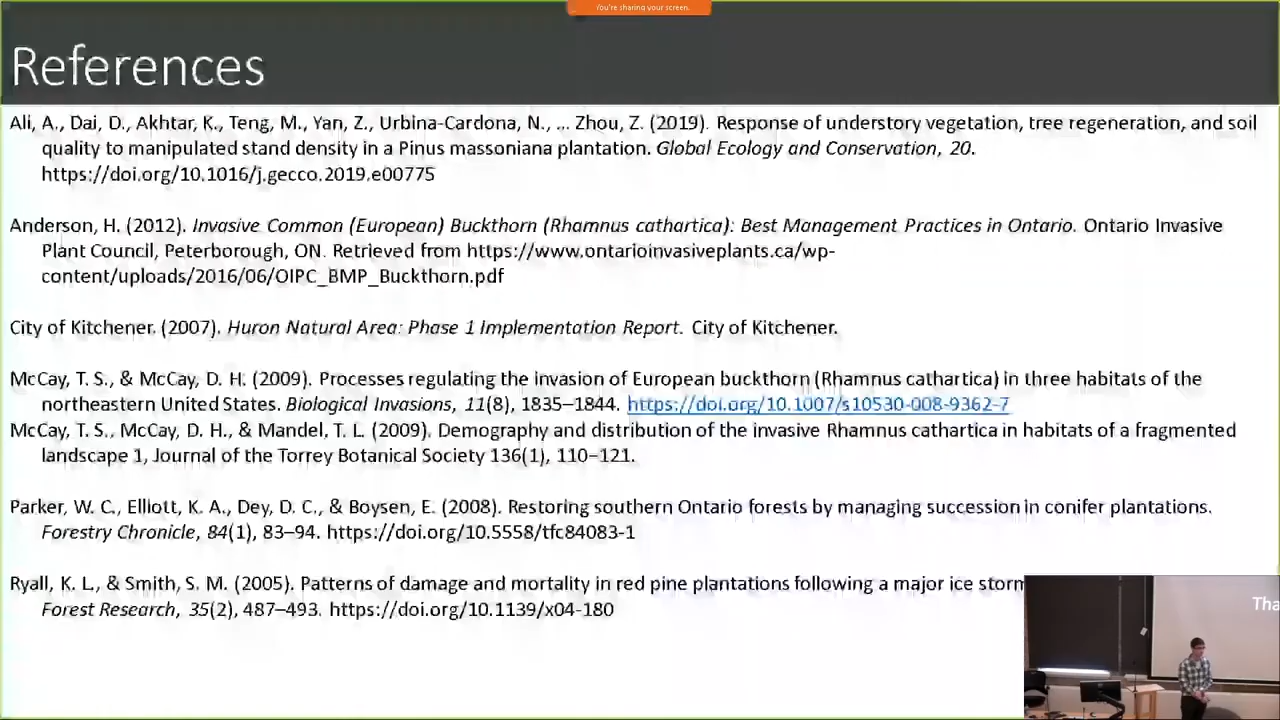 You're sharing your screen.
References
Ali, A., Dai, D., Akhtar, K., Teng, M., Yan, Z., Urbina-Cardona, N., … Zhou, Z. (2019). Response of understory vegetation, tree regeneration, and soil
quality to manipulated stand density in a Pinus massoniana plantation. Global Ecology and Conservation, 20.
https://doi.org/10.1016/j.gecco.2019.e00775
Anderson, H. (2012). Invasive Common (European) Buckthorn (Rhamnus cathartica): Best Management Practices in Ontario. Ontario Invasive
Plant Council, Peterborough, ON. Retrieved from https://www.ontarioinvasiveplants.ca/wp-
content/uploads/2016/06/OIPC_BMP_Buckthorn.pdf
City of Kitchener. (2007). Huron Natural Area: Phase 1 Implementation Report. City of Kitchener.
McCay, T. S., & McCay, D. H. (2009). Processes regulating the invasion of European buckthorn (Rhamnus cathartica) in three habitats of the
northeastern United States. Biological Invasions, 11(8), 1835–1844. https://doi.org/10.1007/s10530-008-9362-7
McCay, T. S., McCay, D. H., & Mandel, T. L. (2009). Demography and distribution of the invasive Rhamnus cathartica in habitats of a fragmented
landscape 1, Journal of the Torrey Botanical Society 136(1), 110–121.
Parker, W. C., Elliott, K. A., Dey, D. C., & Boysen, E. (2008). Restoring southern Ontario forests by managing succession in conifer plantations.
Forestry Chronicle, 84(1), 83–94. https://doi.org/10.5558/tfc84083-1
Ryall, K. L., & Smith, S. M. (2005). Patterns of damage and mortality in red pine plantations following a major ice storm
Forest Research, 35(2), 487–493. https://doi.org/10.1139/x04-180
Tha